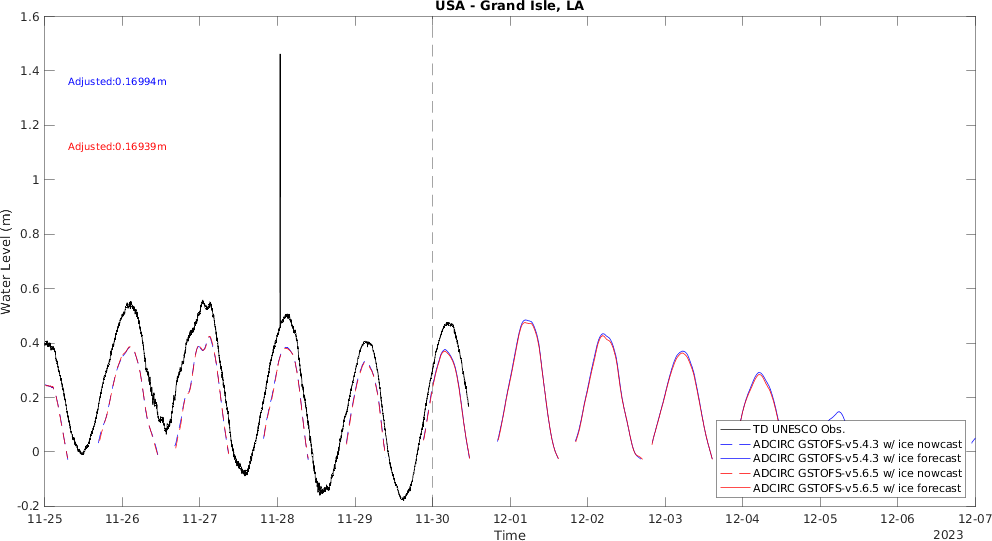 USA - Grand Isle, LA
1.6
1.4
1.2
1
0.8
0.6
0.4
0.2
0
-0.2
Water Level (m)
Adjusted:0.16994m
Adjusted:0.16939m
TD UNESCO Obs.
ADCIRC GSTOFS-v5.4.3 w/ ice nowcast
ADCIRC GSTOFS-v5.4.3 w/ ice forecast
ADCIRC GSTOFS-v5.6.5 w/ ice nowcast
ADCIRC GSTOFS-v5.6.5 w/ ice forecast
11-25 11-26 11-27 11-28 11-29 11-30 12-01 12-02 12-03 12-04 12-05 12-06 12-07
Time
2023